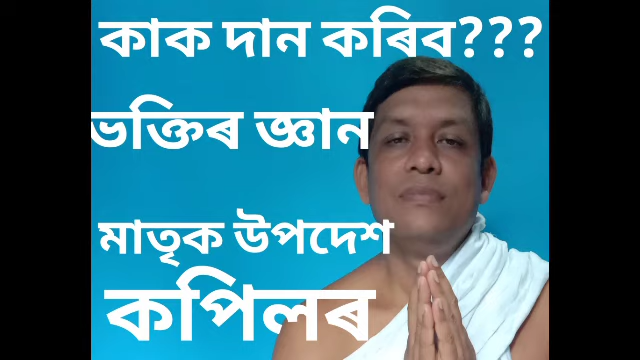 কাক দান কৰিব???
ভক্তিৰ জ্ঞান
মাতৃক উপদেশ
কপিলৰ